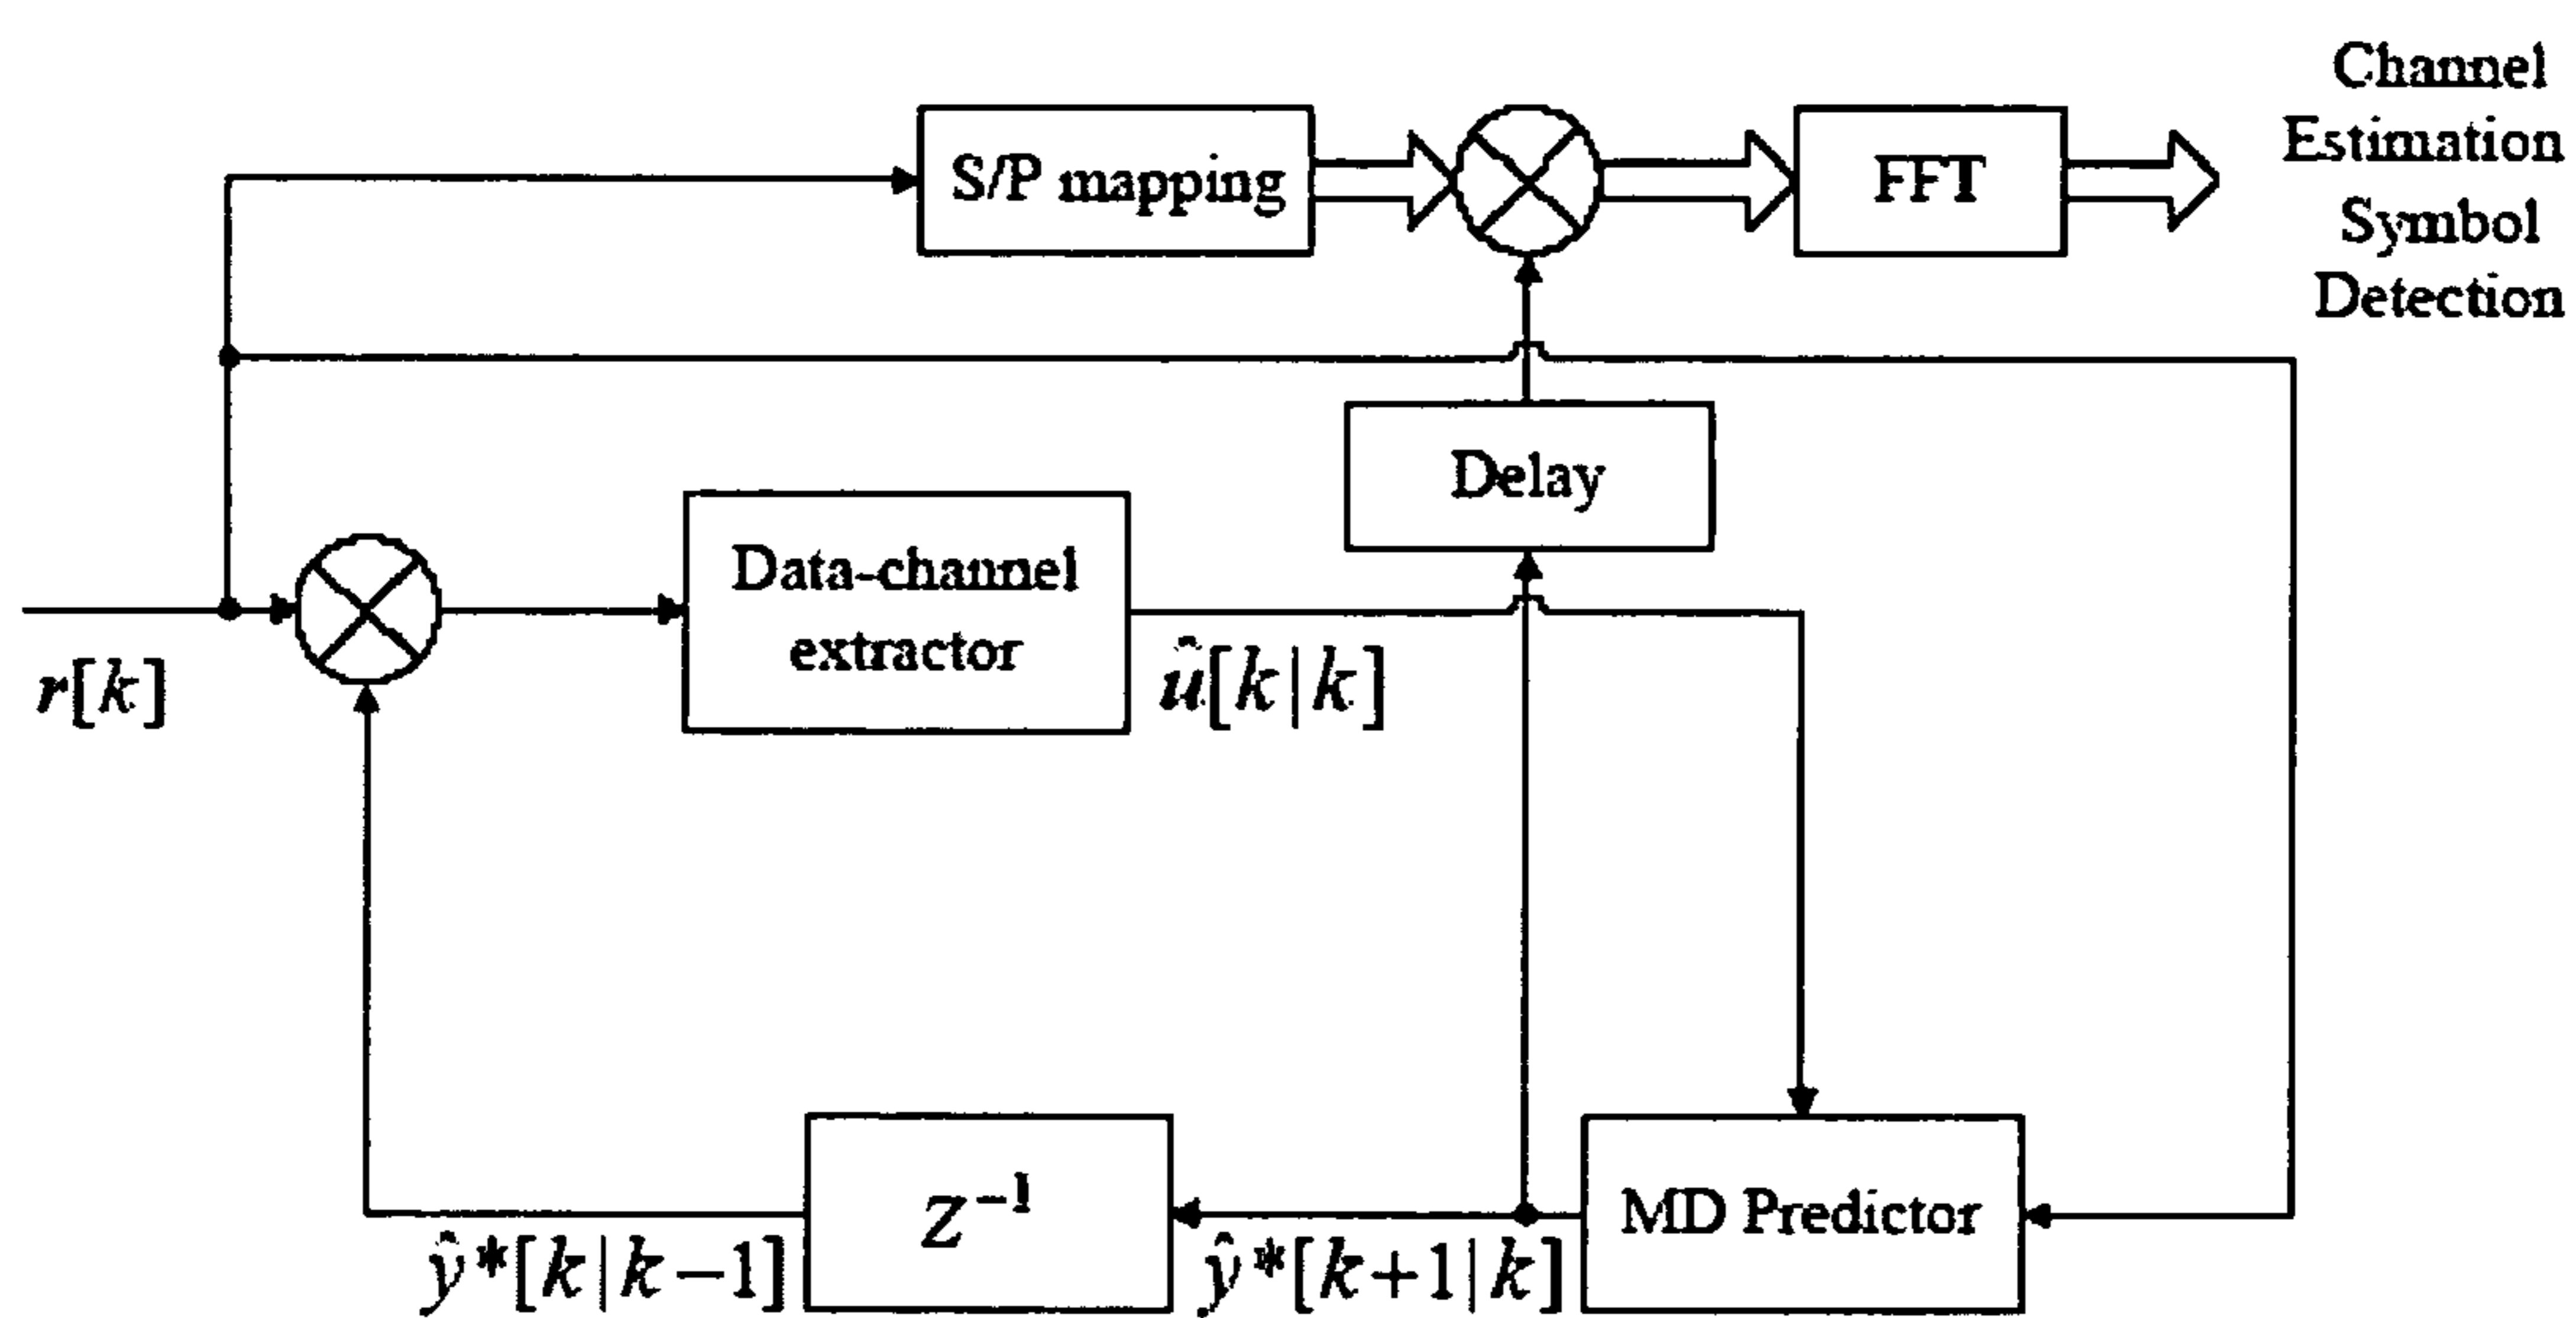 Channel
Estimation
Symbol
Detection
S/P mapping
FFT
Delay
Data-channel
extractor
r[k]
û[k|k]
MD Predictor
Z⁻¹
ŷ*[k|k−1]
ŷ*[k+1|k]